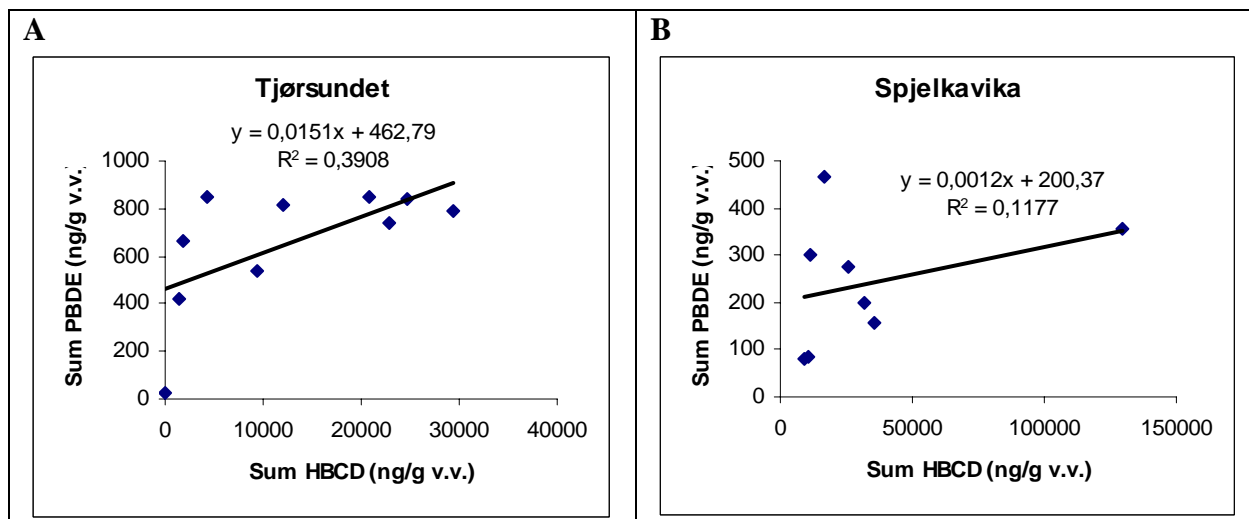 A
Tjørsundet
y = 0,0151x + 462,79
R² = 0,3908
1000
800
600
400
200
0
0 10000 20000 30000 40000
Sum PBDE (ng/g v.v.)
Sum HBCD (ng/g v.v.)
B
Spjelkavika
y = 0,0012x + 200,37
R² = 0,1177
500
400
300
200
100
0
0 50000 100000 150000
Sum PBDE (ng/g v.v.)
Sum HBCD (ng/g v.v.)